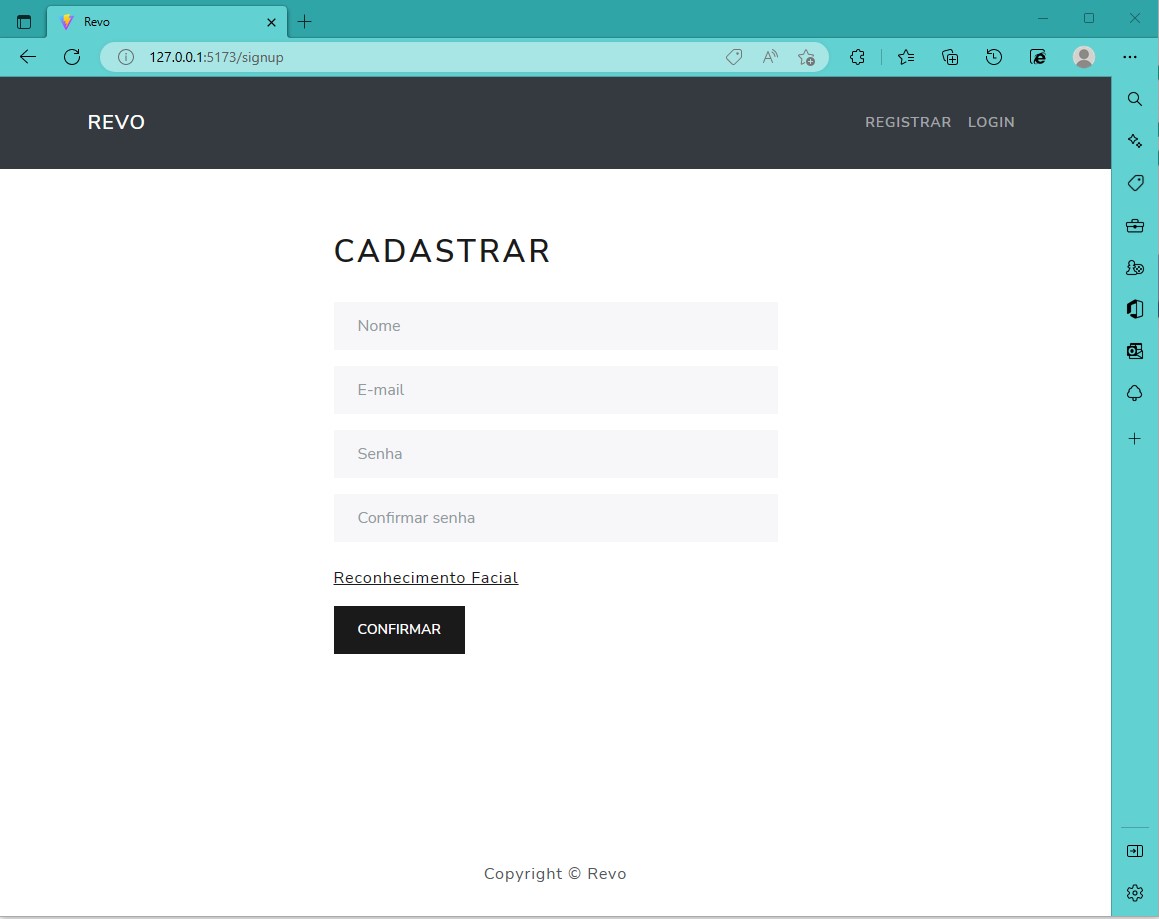 Revo
127.0.0.1:5173/signup
REVO
REGISTRAR LOGIN
CADASTRAR
Nome
E-mail
Senha
Confirmar senha
Reconhecimento Facial
CONFIRMAR
Copyright © Revo